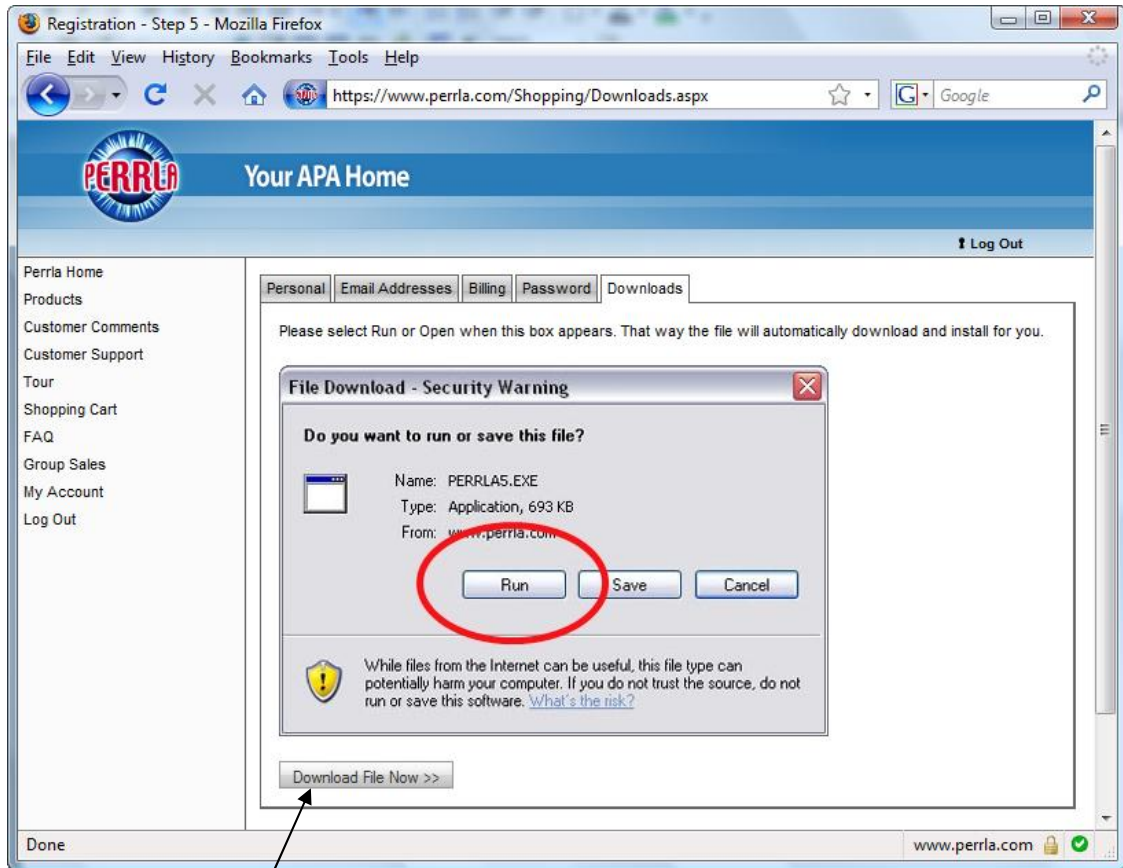 Registration - Step 5 - Mozilla Firefox
File Edit View History Bookmarks Tools Help
https://www.perrla.com/Shopping/Downloads.aspx
G Google
PERRLA
Your APA Home
Log Out
Perrla Home
Products
Customer Comments
Customer Support
Tour
Shopping Cart
FAQ
Group Sales
My Account
Log Out
Personal Email Addresses Billing Password Downloads
Please select Run or Open when this box appears. That way the file will automatically download and install for you.
File Download - Security Warning
Do you want to run or save this file?
Name: PERRLA5.EXE
Type: Application, 693 KB
From: www.perrla.com
Run Save Cancel
While files from the Internet can be useful, this file type can
potentially harm your computer. If you do not trust the source, do not
run or save this software. What's the risk?
Download File Now >>
Done
www.perrla.com